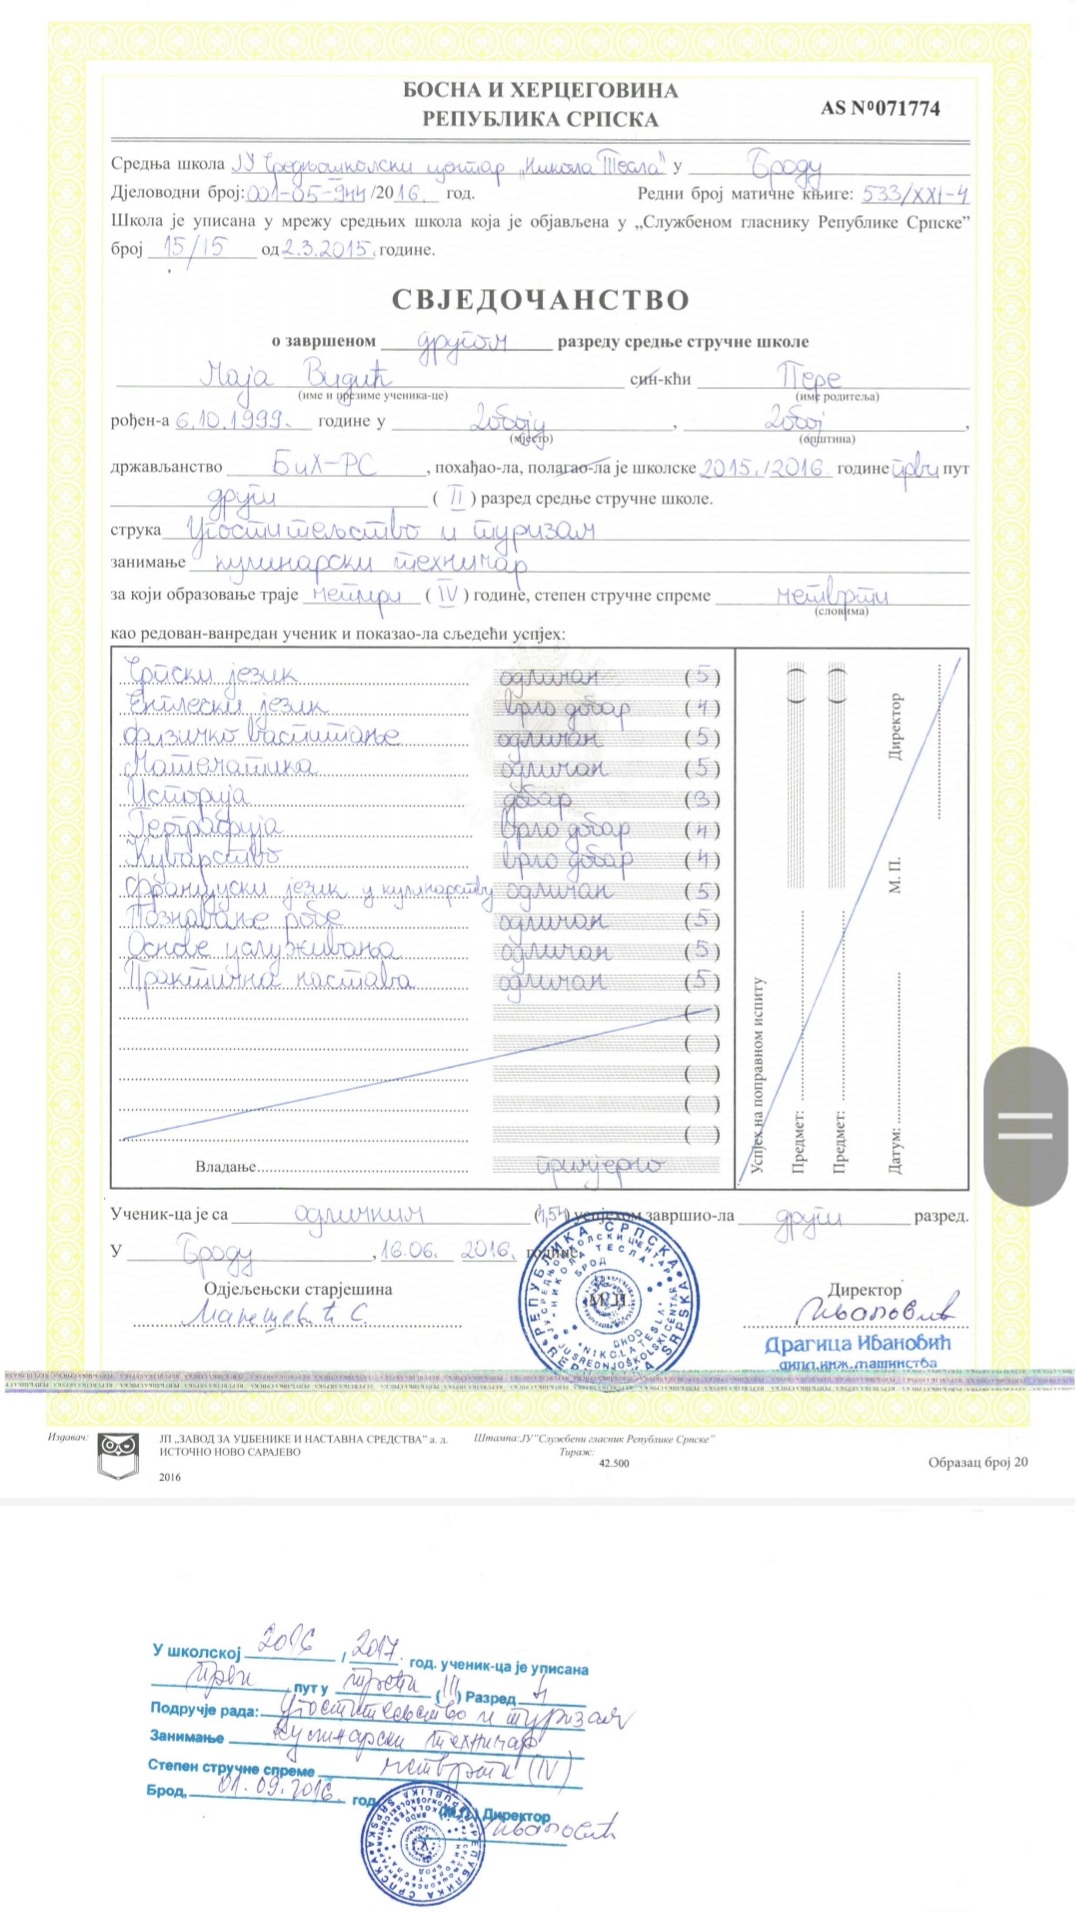 БОСНА И ХЕРЦЕГОВИНА
РЕПУБЛИКА СРПСКА
AS Nº071774
Средња школа ЈУ Средњошколски центар „Никола Тесла" у Броду
Дјеловодни број: 001-05-944/2016. год. Редни број матичне књиге: 533/XXI-4
Школа је уписана у мрежу средњих школа која је објављена у „Службеном гласнику Републике Српске"
број 15/15 од 2.3.2015. године.
СВЈЕДОЧАНСТВО
о завршеном другом разреду средње стручне школе
Маја Видић син-кћи Пере
(име и презиме ученика-це) (име родитеља)
рођен-а 6.10.1999. године у Добоју, Добој,
(мјесто) (општина)
држављанство БиХ-РС, похађао-ла, полагао-ла је школске 2015./2016. године први пут
други ( II ) разред средње стручне школе.
струка Угоститељство и туризам
занимање кулинарски техничар
за који образовање траје четири ( IV ) године, степен стручне спреме четврти
(словима)
као редован-ванредан ученик и показао-ла сљедећи успјех:
Српски језик одличан (5)
Енглески језик врло добар (4)
Физичко васпитање одличан (5)
Математика одличан (5)
Историја добар (3)
Географија врло добар (4)
Куварство врло добар (4)
Француски језик у кулинарству одличан (5)
Познавање робе одличан (5)
Основе услуживања одличан (5)
Практична настава одличан (5)
Владање примјерно
Успјех на поправном испиту
Предмет:
Предмет:
Датум: М.П. Директор
Ученик-ца је са одличним (4,54) успјехом завршио-ла други разред.
У Броду, 16.06. 2016. године.
Одјељенски старјешина М.П. Директор
РЕПУБЛИКА СРПСКА
БРОД
NIKOLA TESLA
BROD
Драгица Ивановић
дипл.инж.машинства
Издавач: ЈП „ЗАВОД ЗА УЏБЕНИКЕ И НАСТАВНА СРЕДСТВА" а. д.
ИСТОЧНО НОВО САРАЈЕВО
2016
Штампа: ЈУ"Службени гласник Републике Српске"
Тираж:
42.500
Образац број 20
У школској 2016 / 2017. год. ученик-ца је уписана
први пут у трећи (III) Разред 4
Подручје рада: Угоститељство и туризам
Занимање Кулинарски техничар
Степен стручне спреме четврти (IV)
Брод, 01.09.2016. год.
(М.П.) Директор
Ивановић